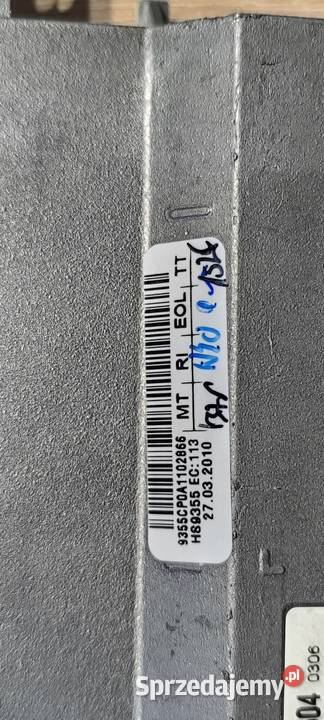 MT RI EOL TT
9355CP0A1102866
H89355 EC:113
27.03.2010
04 0306
Sprzedajemy.pl